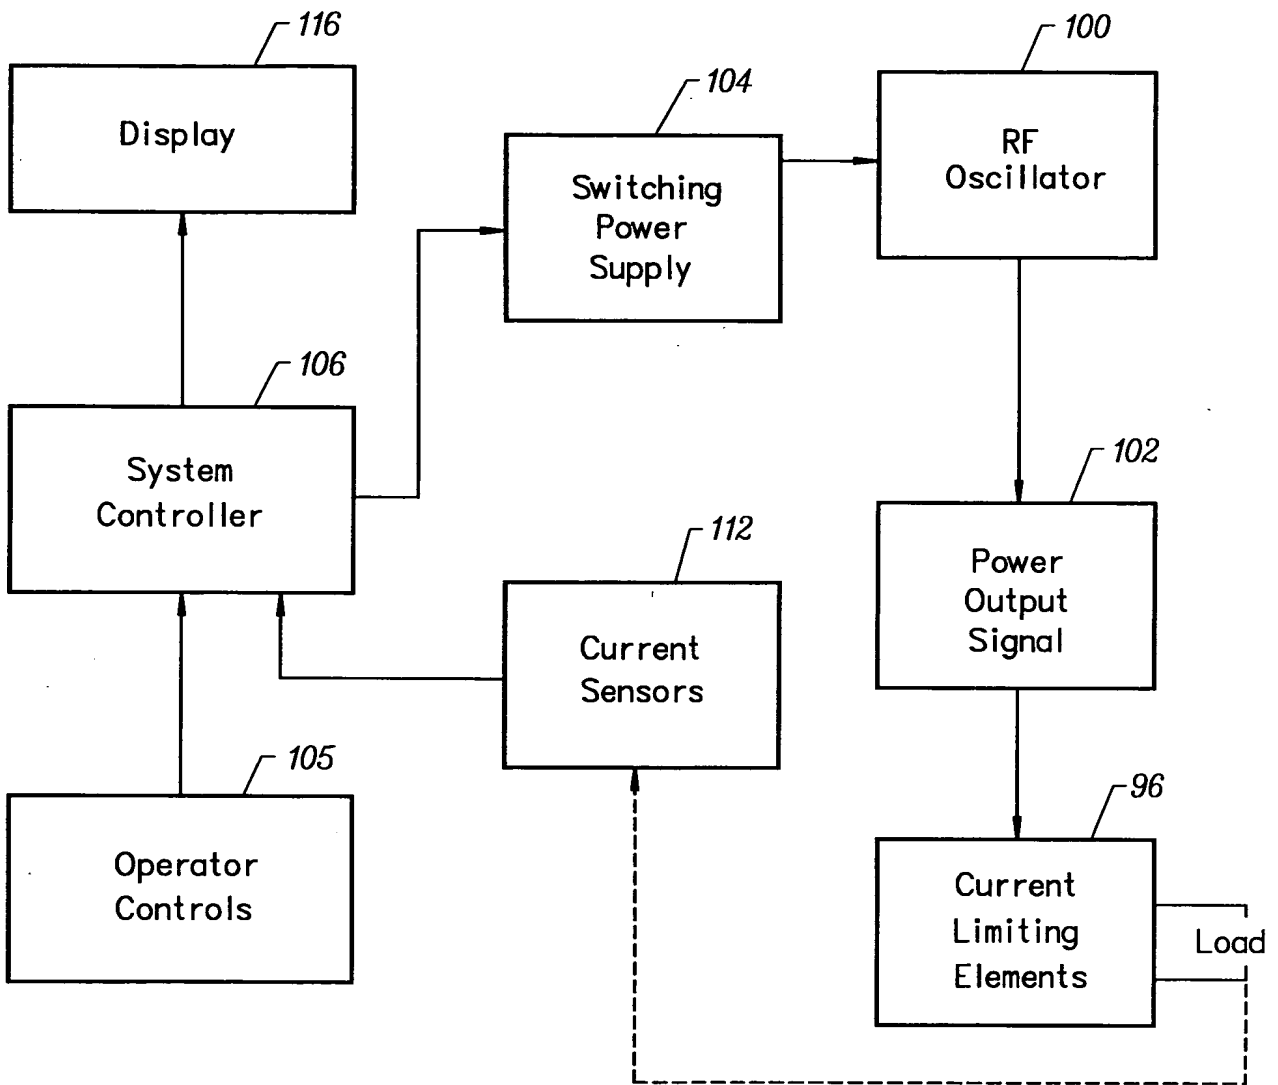 116
Display
104
Switching
Power
Supply
100
RF
Oscillator
106
System
Controller
112
Current
Sensors
102
Power
Output
Signal
105
Operator
Controls
96
Current
Limiting
Elements
Load